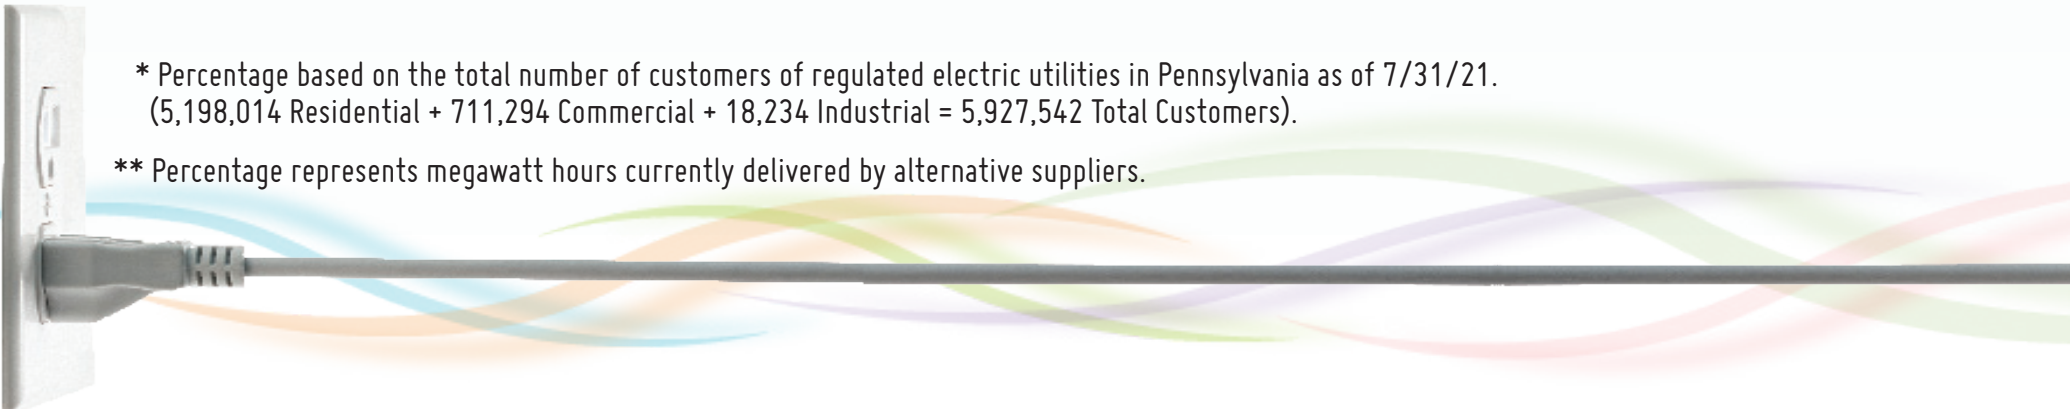 * Percentage based on the total number of customers of regulated electric utilities in Pennsylvania as of 7/31/21.
(5,198,014 Residential + 711,294 Commercial + 18,234 Industrial = 5,927,542 Total Customers).
** Percentage represents megawatt hours currently delivered by alternative suppliers.